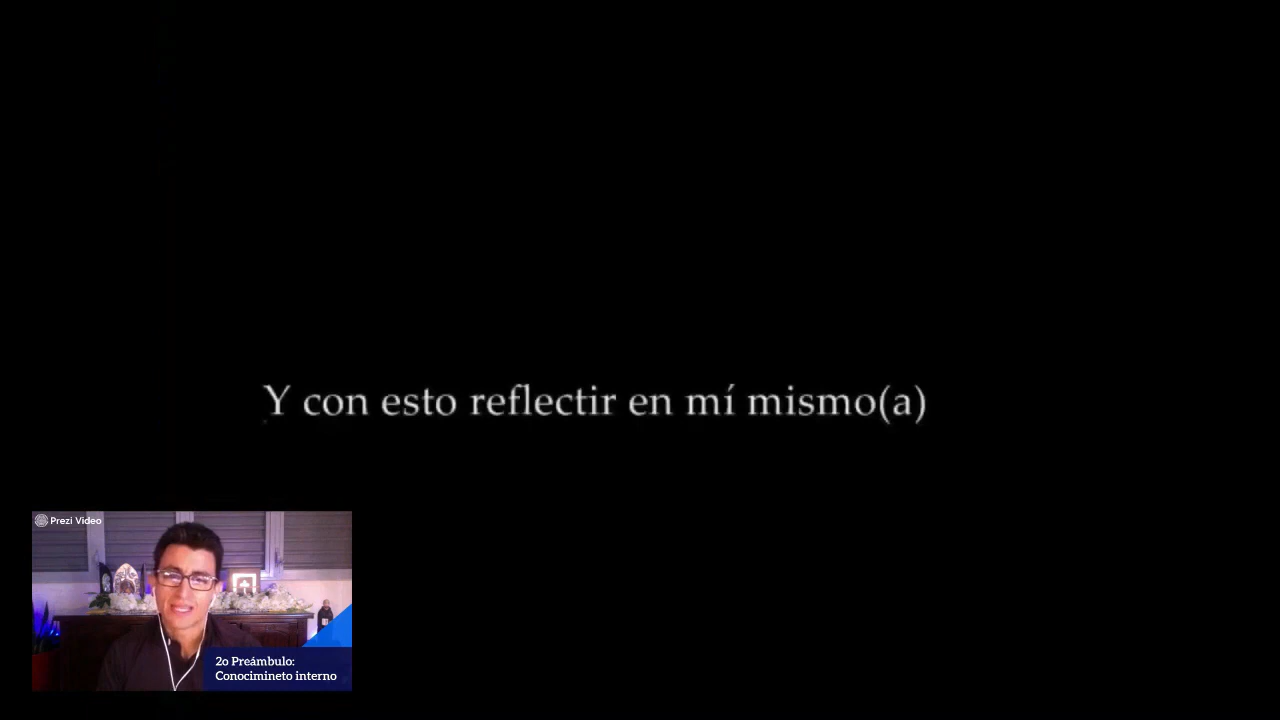 Y con esto reflectir en mí mismo(a)
Prezi Video
2o Preámbulo:
Conocimineto interno